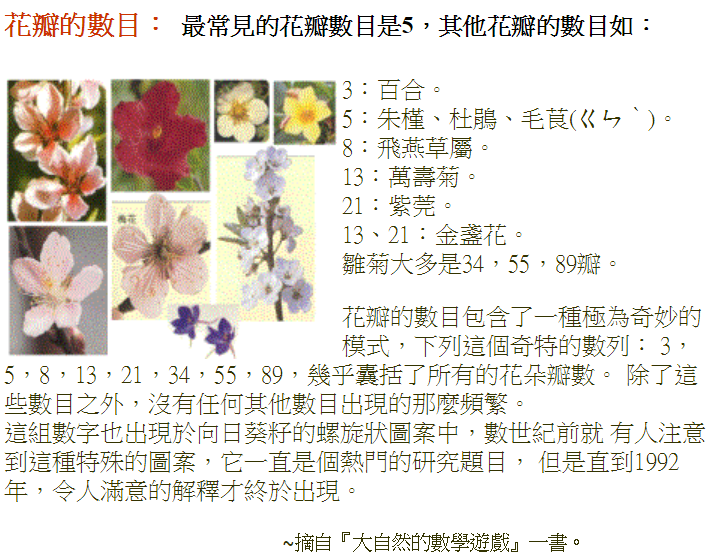 花瓣的數目： 最常見的花瓣數目是5，其他花瓣的數目如：
3：百合。
5：朱槿、杜鵑、毛莨(ㄍㄣˋ)。
8：飛燕草屬。
13：萬壽菊。
21：紫莞。
13、21：金盞花。
雛菊大多是34，55，89瓣。
梅花
花瓣的數目包含了一種極為奇妙的
模式，下列這個奇特的數列： 3，
5，8，13，21，34，55，89，幾乎囊括了所有的花朵瓣數。 除了這
些數目之外，沒有任何其他數目出現的那麼頻繁。
這組數字也出現於向日葵籽的螺旋狀圖案中，數世紀前就 有人注意
到這種特殊的圖案，它一直是個熱門的研究題目， 但是直到1992
年，令人滿意的解釋才終於出現。
~摘自『大自然的數學遊戲』一書。